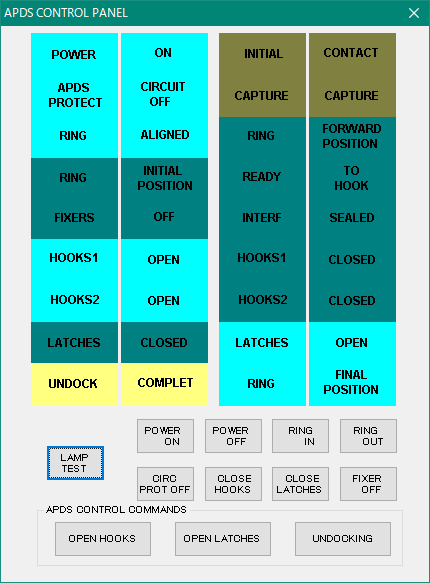 APDS CONTROL PANEL
POWER ON
APDS PROTECT CIRCUIT OFF
RING ALIGNED
RING INITIAL POSITION
FIXERS OFF
HOOKS1 OPEN
HOOKS2 OPEN
LATCHES CLOSED
UNDOCK COMPLET
INITIAL CONTACT
CAPTURE CAPTURE
RING FORWARD POSITION
READY TO HOOK
INTERF SEALED
HOOKS1 CLOSED
HOOKS2 CLOSED
LATCHES OPEN
RING FINAL POSITION
LAMP
TEST
POWER
ON
POWER
OFF
RING
IN
RING
OUT
CIRC
PROT OFF
CLOSE
HOOKS
CLOSE
LATCHES
FIXER
OFF
APDS CONTROL COMMANDS
OPEN HOOKS
OPEN LATCHES
UNDOCKING